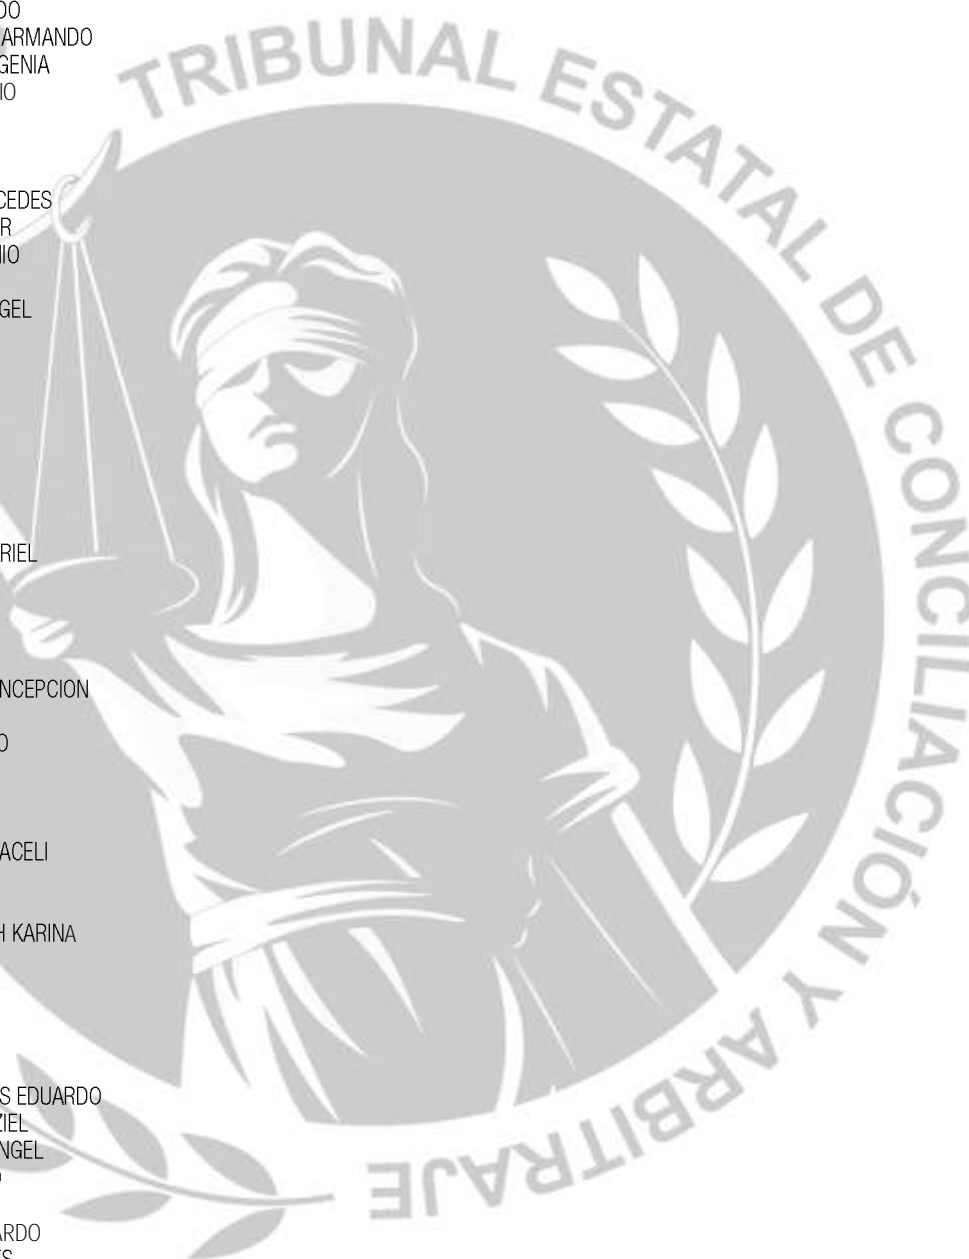 TRIBUNAL ESTATAL DE CONCILIACIÓN Y ARBITRAJE
DO
ARMANDO
GENIA
IO
CEDES
R
NIO
GEL
RIEL
NCEPCION
O
ACELI
H KARINA
S EDUARDO
ZIEL
NGEL
ARDO